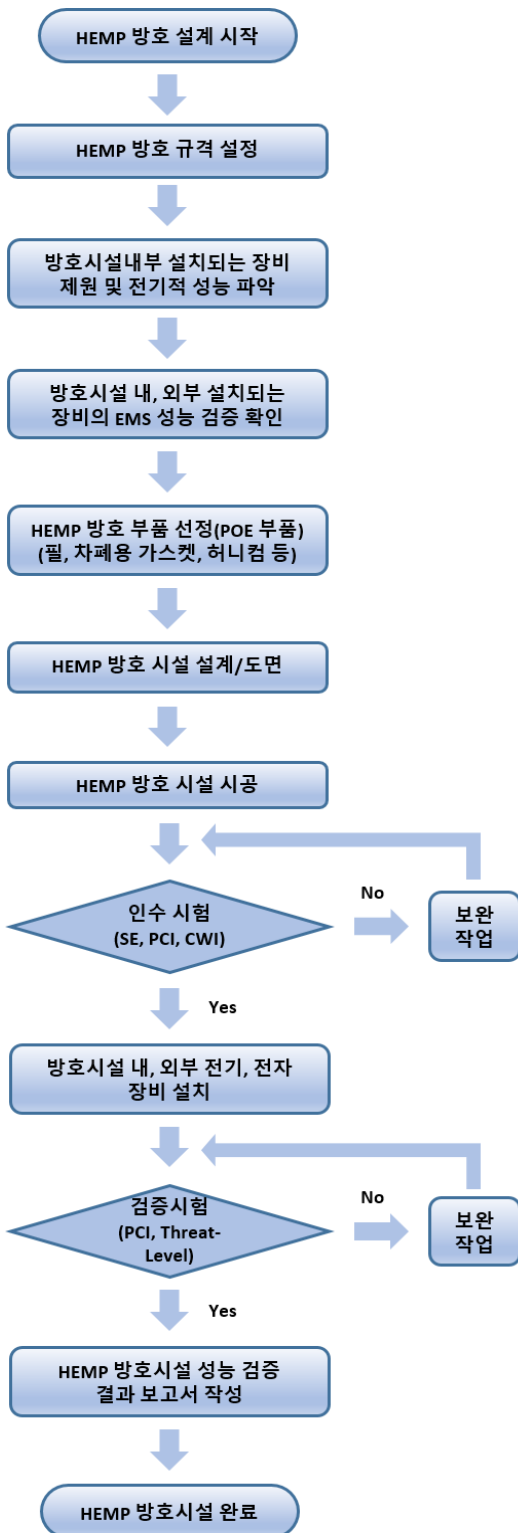 HEMP 방호 설계 시작
HEMP 방호 규격 설정
방호시설내부 설치되는 장비
제원 및 전기적 성능 파악
방호시설 내, 외부 설치되는
장비의 EMS 성능 검증 확인
HEMP 방호 부품 선정(POE 부품)
(필, 차폐용 가스켓, 허니컴 등)
HEMP 방호 시설 설계/도면
HEMP 방호 시설 시공
인수 시험
(SE, PCI, CWI)
No
보완
작업
Yes
방호시설 내, 외부 전기, 전자
장비 설치
검증시험
(PCI, Threat-
Level)
No
보완
작업
Yes
HEMP 방호시설 성능 검증
결과 보고서 작성
HEMP 방호시설 완료